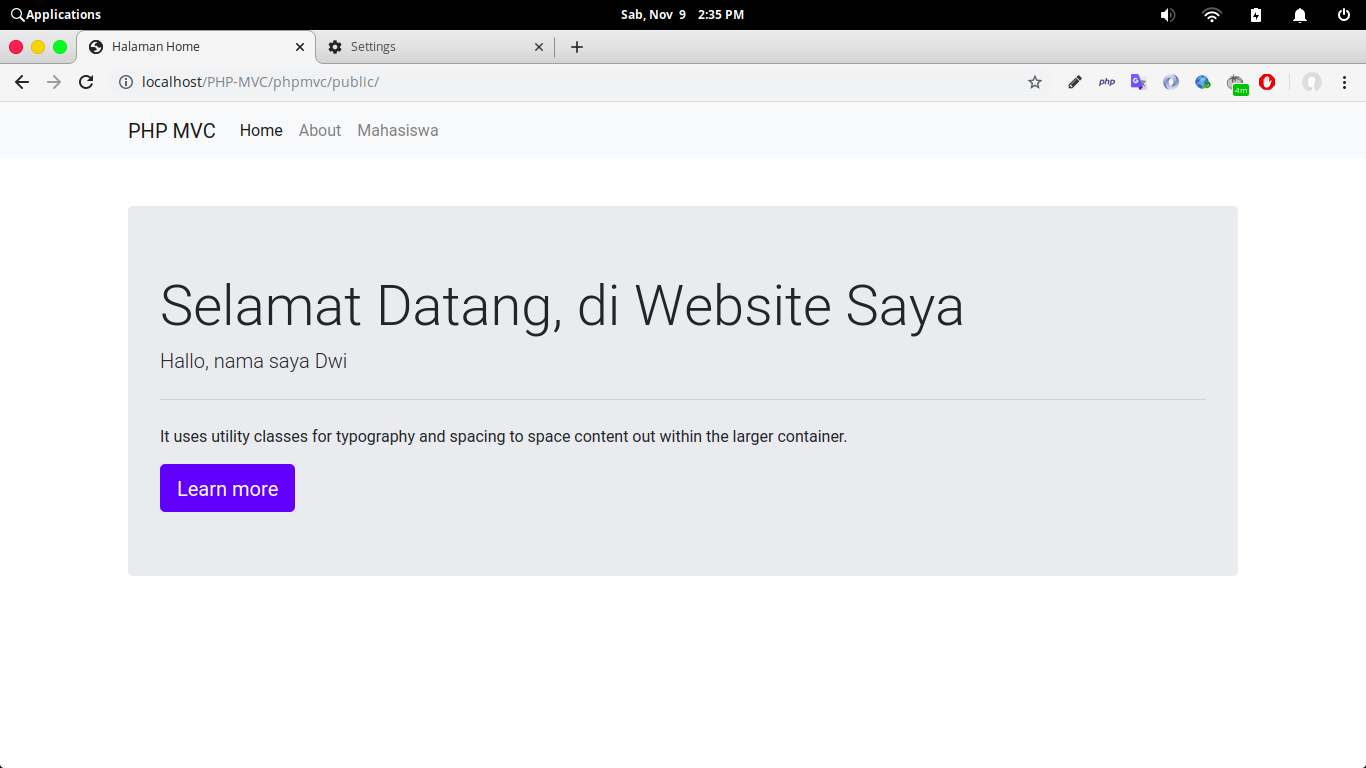 Applications
Sab, Nov 9 2:35 PM
Halaman Home
Settings
localhost/PHP-MVC/phpmvc/public/
php
4m
PHP MVC Home About Mahasiswa
Selamat Datang, di Website Saya
Hallo, nama saya Dwi
It uses utility classes for typography and spacing to space content out within the larger container.
Learn more